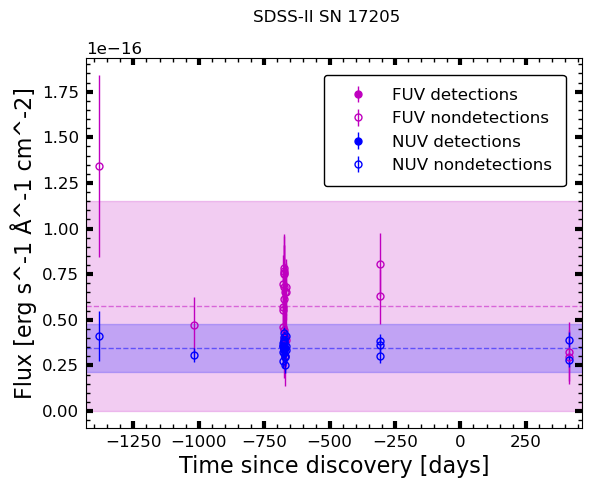 SDSS-II SN 17205
1e−16
FUV detections
FUV nondetections
NUV detections
NUV nondetections
1.75
1.50
1.25
1.00
0.75
0.50
0.25
0.00
Flux [erg s^-1 Å^-1 cm^-2]
−1250 −1000 −750 −500 −250 0 250
Time since discovery [days]